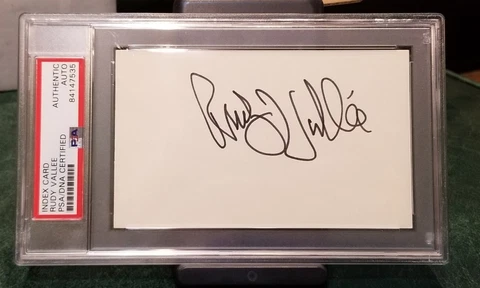 INDEX CARD
RUDY VALLEE
PSA/DNA CERTIFIED
AUTHENTIC
AUTO
84147535
PSA
Rudy Vallée